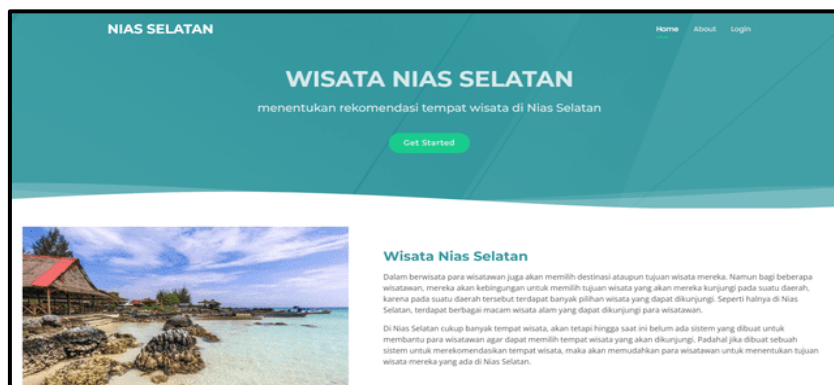 NIAS SELATAN
Home About Login
WISATA NIAS SELATAN
menentukan rekomendasi tempat wisata di Nias Selatan
Get Started
Wisata Nias Selatan
Dalam berwisata para wisatawan juga akan memilih destinasi ataupun tujuan wisata mereka. Namun bagi beberapa
wisatawan, mereka akan kebingungan untuk memilih tujuan wisata yang akan mereka kunjungi pada suatu daerah,
karena pada suatu daerah tersebut terdapat banyak pilihan wisata yang dapat dikunjungi. Seperti halnya di Nias
Selatan, terdapat berbagai macam wisata alam yang dapat dikunjungi para wisatawan.
Di Nias Selatan cukup banyak tempat wisata, akan tetapi hingga saat ini belum ada sistem yang dibuat untuk
membantu para wisatawan agar dapat memilih tempat wisata yang akan dikunjungi. Padahal jika dibuat sebuah
sistem untuk merekomendasikan tempat wisata, maka akan memudahkan para wisatawan untuk menentukan tujuan
wisata mereka yang ada di Nias Selatan.